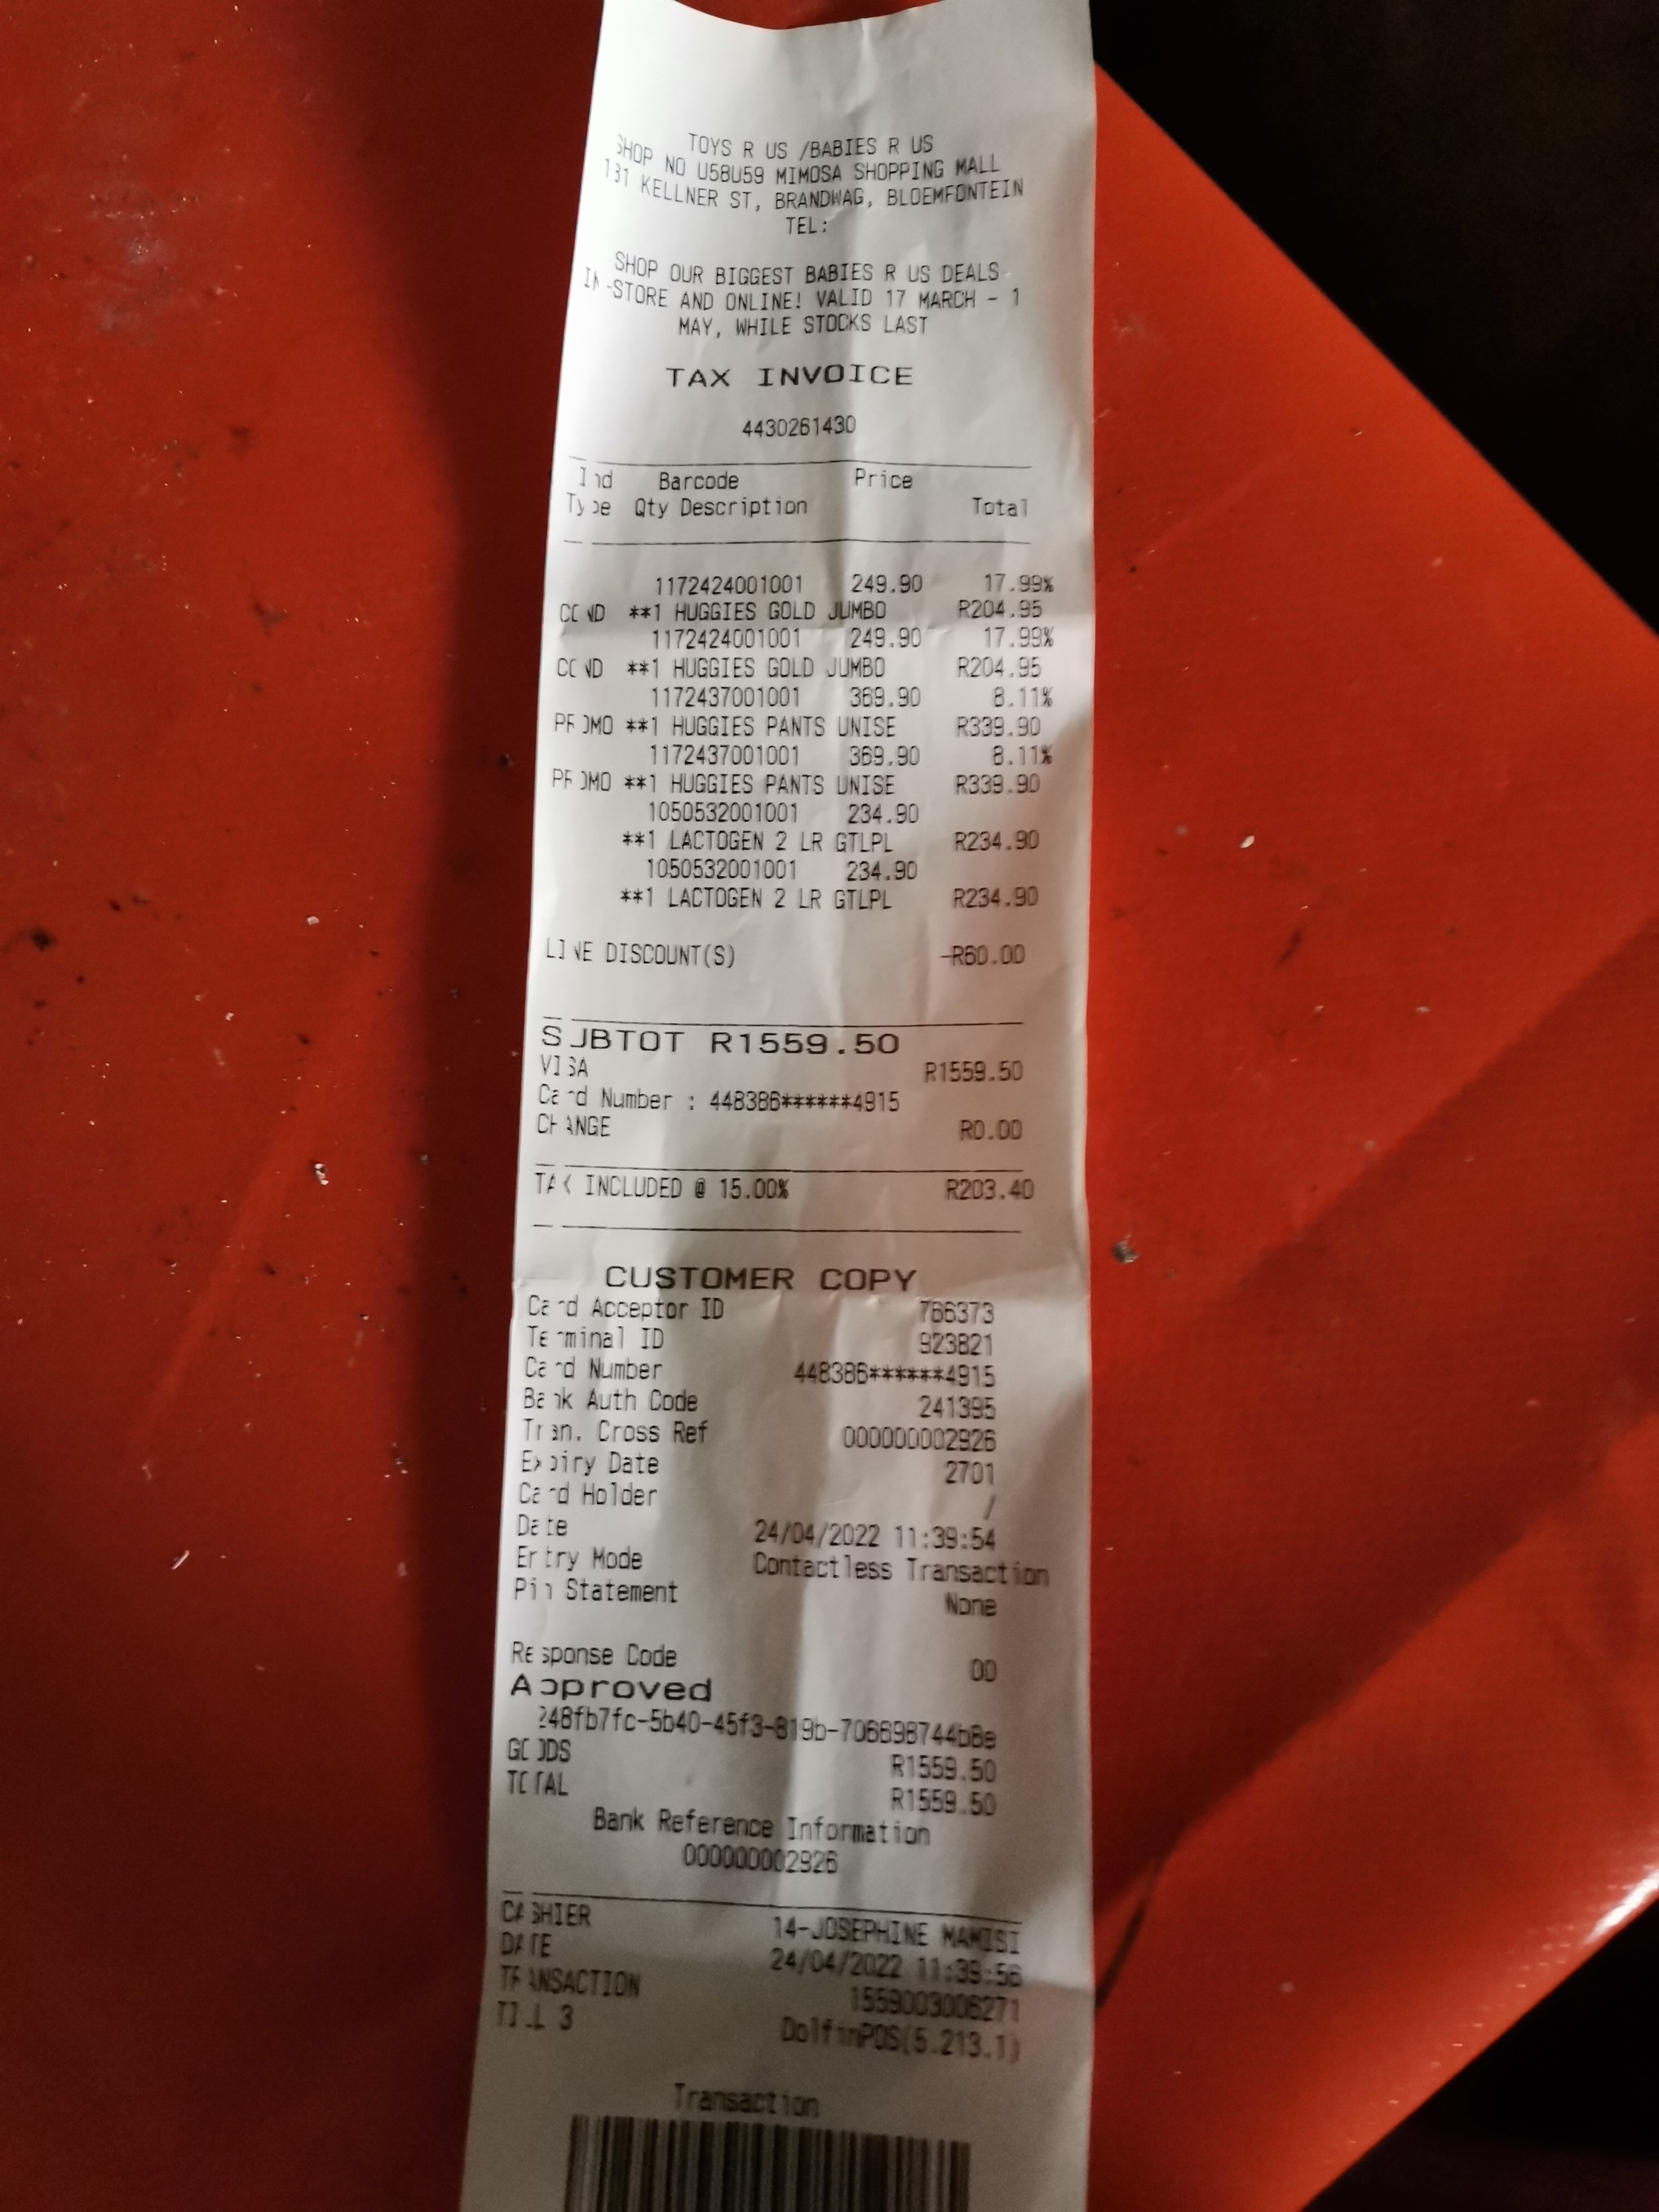 TOYS R US /BABIES R US
SHOP NO U58U59 MIMOSA SHOPPING MALL
131 KELLNER ST, BRANDWAG, BLOEMFONTEIN
TEL:
SHOP OUR BIGGEST BABIES R US DEALS
IN-STORE AND ONLINE! VALID 17 MARCH - 1
MAY, WHILE STOCKS LAST
TAX INVOICE
4430261430
Ind Barcode Price
Type Qty Description Total
1172424001001 249.90 17.99%
COND **1 HUGGIES GOLD JUMBO R204.95
1172424001001 249.90 17.99%
COND **1 HUGGIES GOLD JUMBO R204.95
1172437001001 369.90 8.11%
PROMO **1 HUGGIES PANTS UNISE R339.90
1172437001001 369.90 8.11%
PROMO **1 HUGGIES PANTS UNISE R339.90
1050532001001 234.90
**1 LACTOGEN 2 LR GTLPL R234.90
1050532001001 234.90
**1 LACTOGEN 2 LR GTLPL R234.90
LINE DISCOUNT(S) -R60.00
SUBTOT R1559.50
VISA R1559.50
Card Number : 448386******4915
CHANGE R0.00
TAX INCLUDED @ 15.00% R203.40
CUSTOMER COPY
Card Acceptor ID 766373
Terminal ID 923821
Card Number 448386******4915
Bank Auth Code 241395
Tran. Cross Ref 000000002926
Expiry Date 2701
Card Holder /
Date 24/04/2022 11:39:54
Entry Mode Contactless Transaction
Pin Statement None
Response Code 00
Approved
248fb7fc-5b40-45f3-819b-706698744b8e
GOODS R1559.50
TOTAL R1559.50
Bank Reference Information
000000002926
CASHIER 14-JOSEPHINE MAMISI
DATE 24/04/2022 11:39:56
TRANSACTION 1559003006271
TILL 3 DolfinPOS(5.213.1)
Transaction